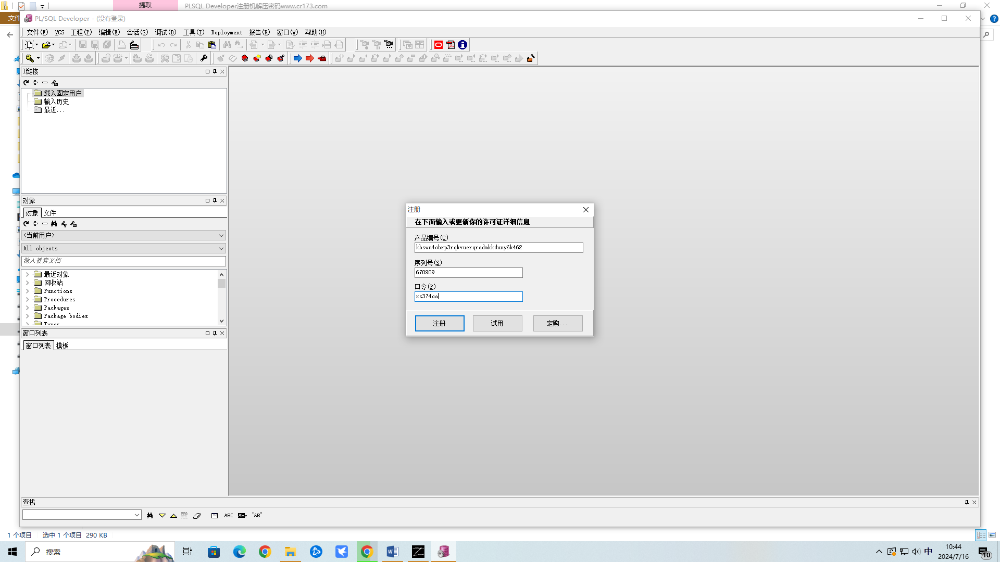 提取
PLSQL Developer注册机解压密码www.cr173.com
文件
PL/SQL Developer - (没有登录)
文件(F) VCS 工程(P) 编辑(E) 会话(S) 调试(D) 工具(T) Deployment 报告(R) 窗口(W) 帮助(H)
l链接
载入固定用户
输入历史
最近...
对象
对象 文件
<当前用户>
All objects
输入搜索文档
最近对象
回收站
Functions
Procedures
Packages
Package bodies
Types
窗口列表
窗口列表 模板
注册
在下面输入或更新你的许可证详细信息
产品编号(C)
khswn4cbrp3rqkvuerqradmkkduny6k462
序列号(S)
670909
口令(P)
xs374ca
注册 试用 定购...
查找
ABC "AB"
1 个项目 选中 1 个项目 290 KB
搜索
中
10:44
2024/7/16
10